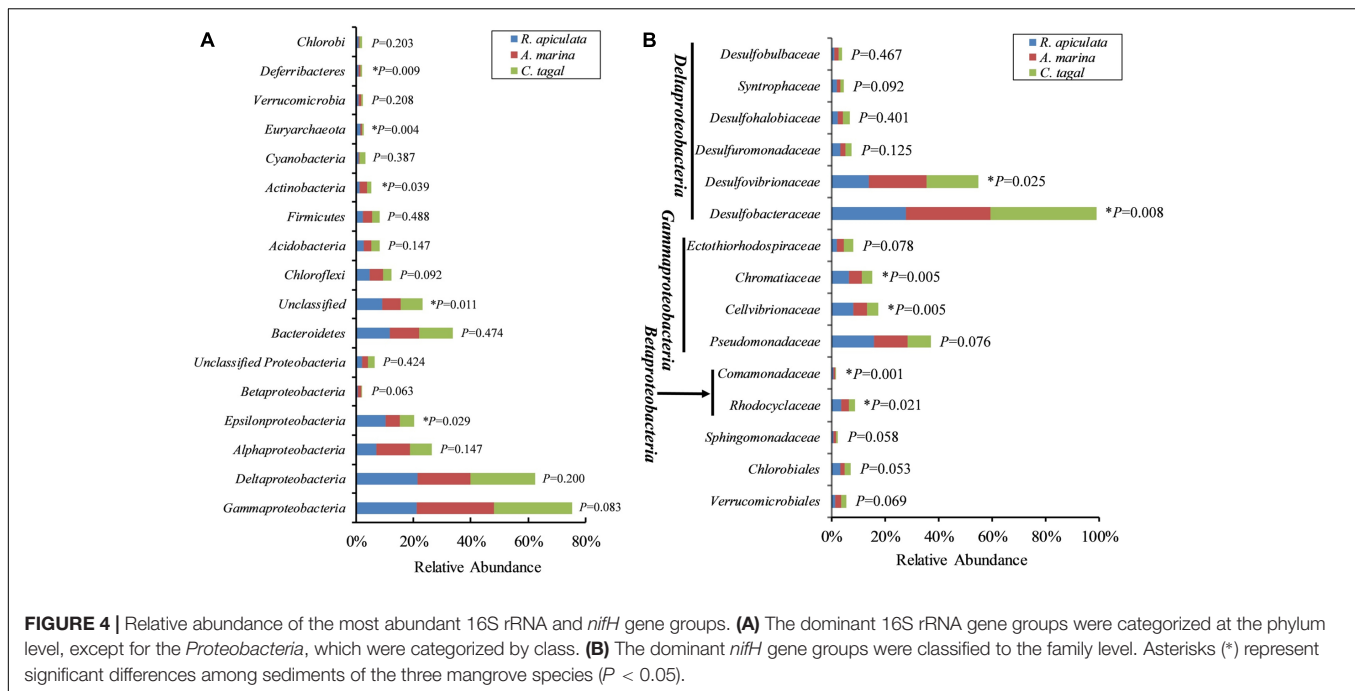 A
R. apiculata
A. marina
C. tagal
Chlorobi P=0.203
Deferribacteres *P=0.009
Verrucomicrobia P=0.208
Euryarchaeota *P=0.004
Cyanobacteria P=0.387
Actinobacteria *P=0.039
Firmicutes P=0.488
Acidobacteria P=0.147
Chloroflexi P=0.092
Unclassified *P=0.011
Bacteroidetes P=0.474
Unclassified Proteobacteria P=0.424
Betaproteobacteria P=0.063
Epsilonproteobacteria *P=0.029
Alphaproteobacteria P=0.147
Deltaproteobacteria P=0.200
Gammaproteobacteria P=0.083
0% 20% 40% 60% 80%
Relative Abundance
B
R. apiculata
A. marina
C. tagal
Deltaproteobacteria
Desulfobulbaceae P=0.467
Syntrophaceae P=0.092
Desulfohalobiaceae P=0.401
Desulfuromonadaceae P=0.125
Desulfovibrionaceae *P=0.025
Desulfobacteraceae *P=0.008
Gammaproteobacteria
Ectothiorhodospiraceae P=0.078
Chromatiaceae *P=0.005
Cellvibrionaceae *P=0.005
Pseudomonadaceae P=0.076
Betaproteobacteria
Comamonadaceae *P=0.001
Rhodocyclaceae *P=0.021
Sphingomonadaceae P=0.058
Chlorobiales P=0.053
Verrucomicrobiales P=0.069
0% 20% 40% 60% 80% 100%
Relative Abundance
FIGURE 4 | Relative abundance of the most abundant 16S rRNA and nifH gene groups. (A) The dominant 16S rRNA gene groups were categorized at the phylum
level, except for the Proteobacteria, which were categorized by class. (B) The dominant nifH gene groups were classified to the family level. Asterisks (*) represent
significant differences among sediments of the three mangrove species (P < 0.05).